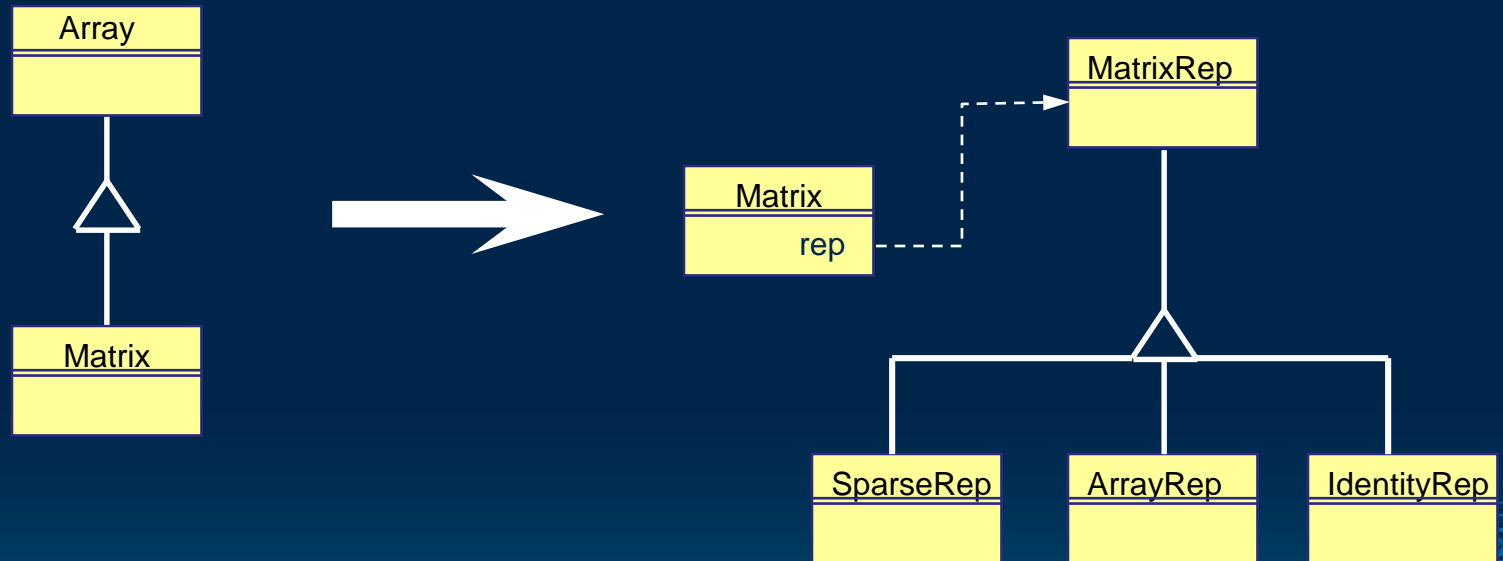 Array
Matrix
Matrix
rep
MatrixRep
SparseRep
ArrayRep
IdentityRep